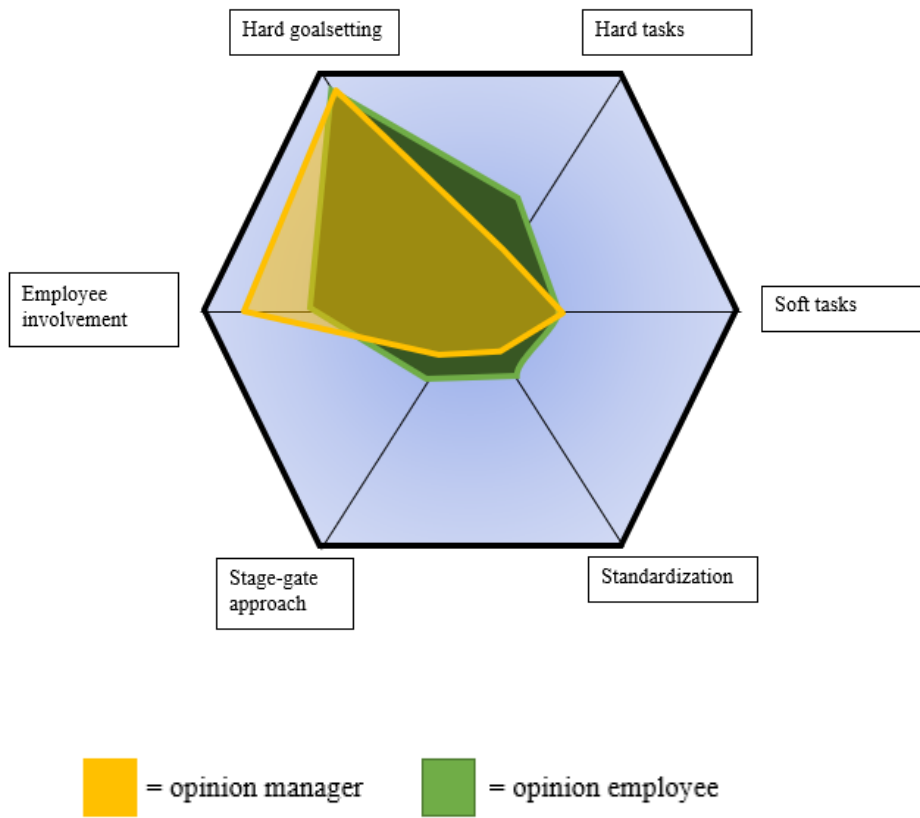 Hard goalsetting
Hard tasks
Employee
involvement
Soft tasks
Stage-gate
approach
Standardization
= opinion manager
= opinion employee